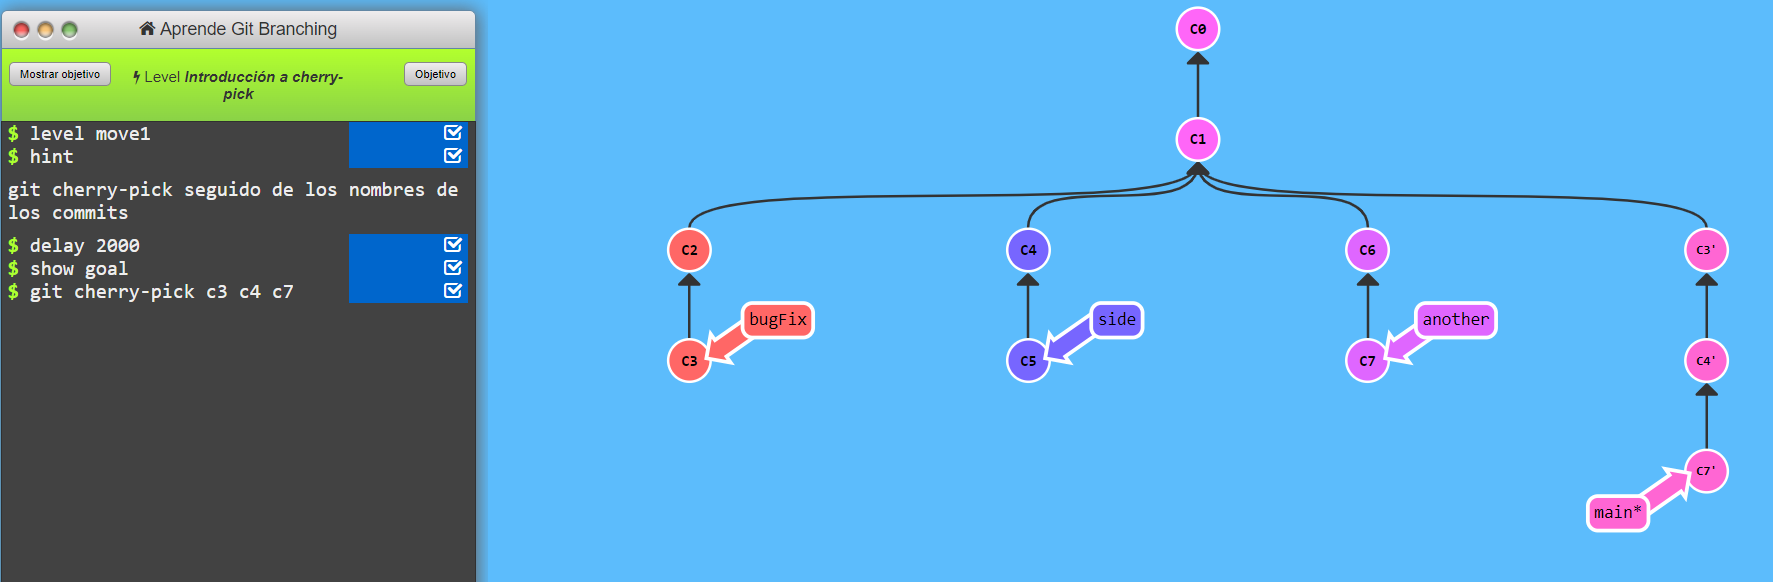 Aprende Git Branching
Mostrar objetivo
Level Introducción a cherry-
pick
Objetivo
$ level move1
$ hint
git cherry-pick seguido de los nombres de
los commits
$ delay 2000
$ show goal
$ git cherry-pick c3 c4 c7
C0
C1
C2
C4
C6
C3'
bugFix
side
another
C3
C5
C7
C4'
C7'
main*